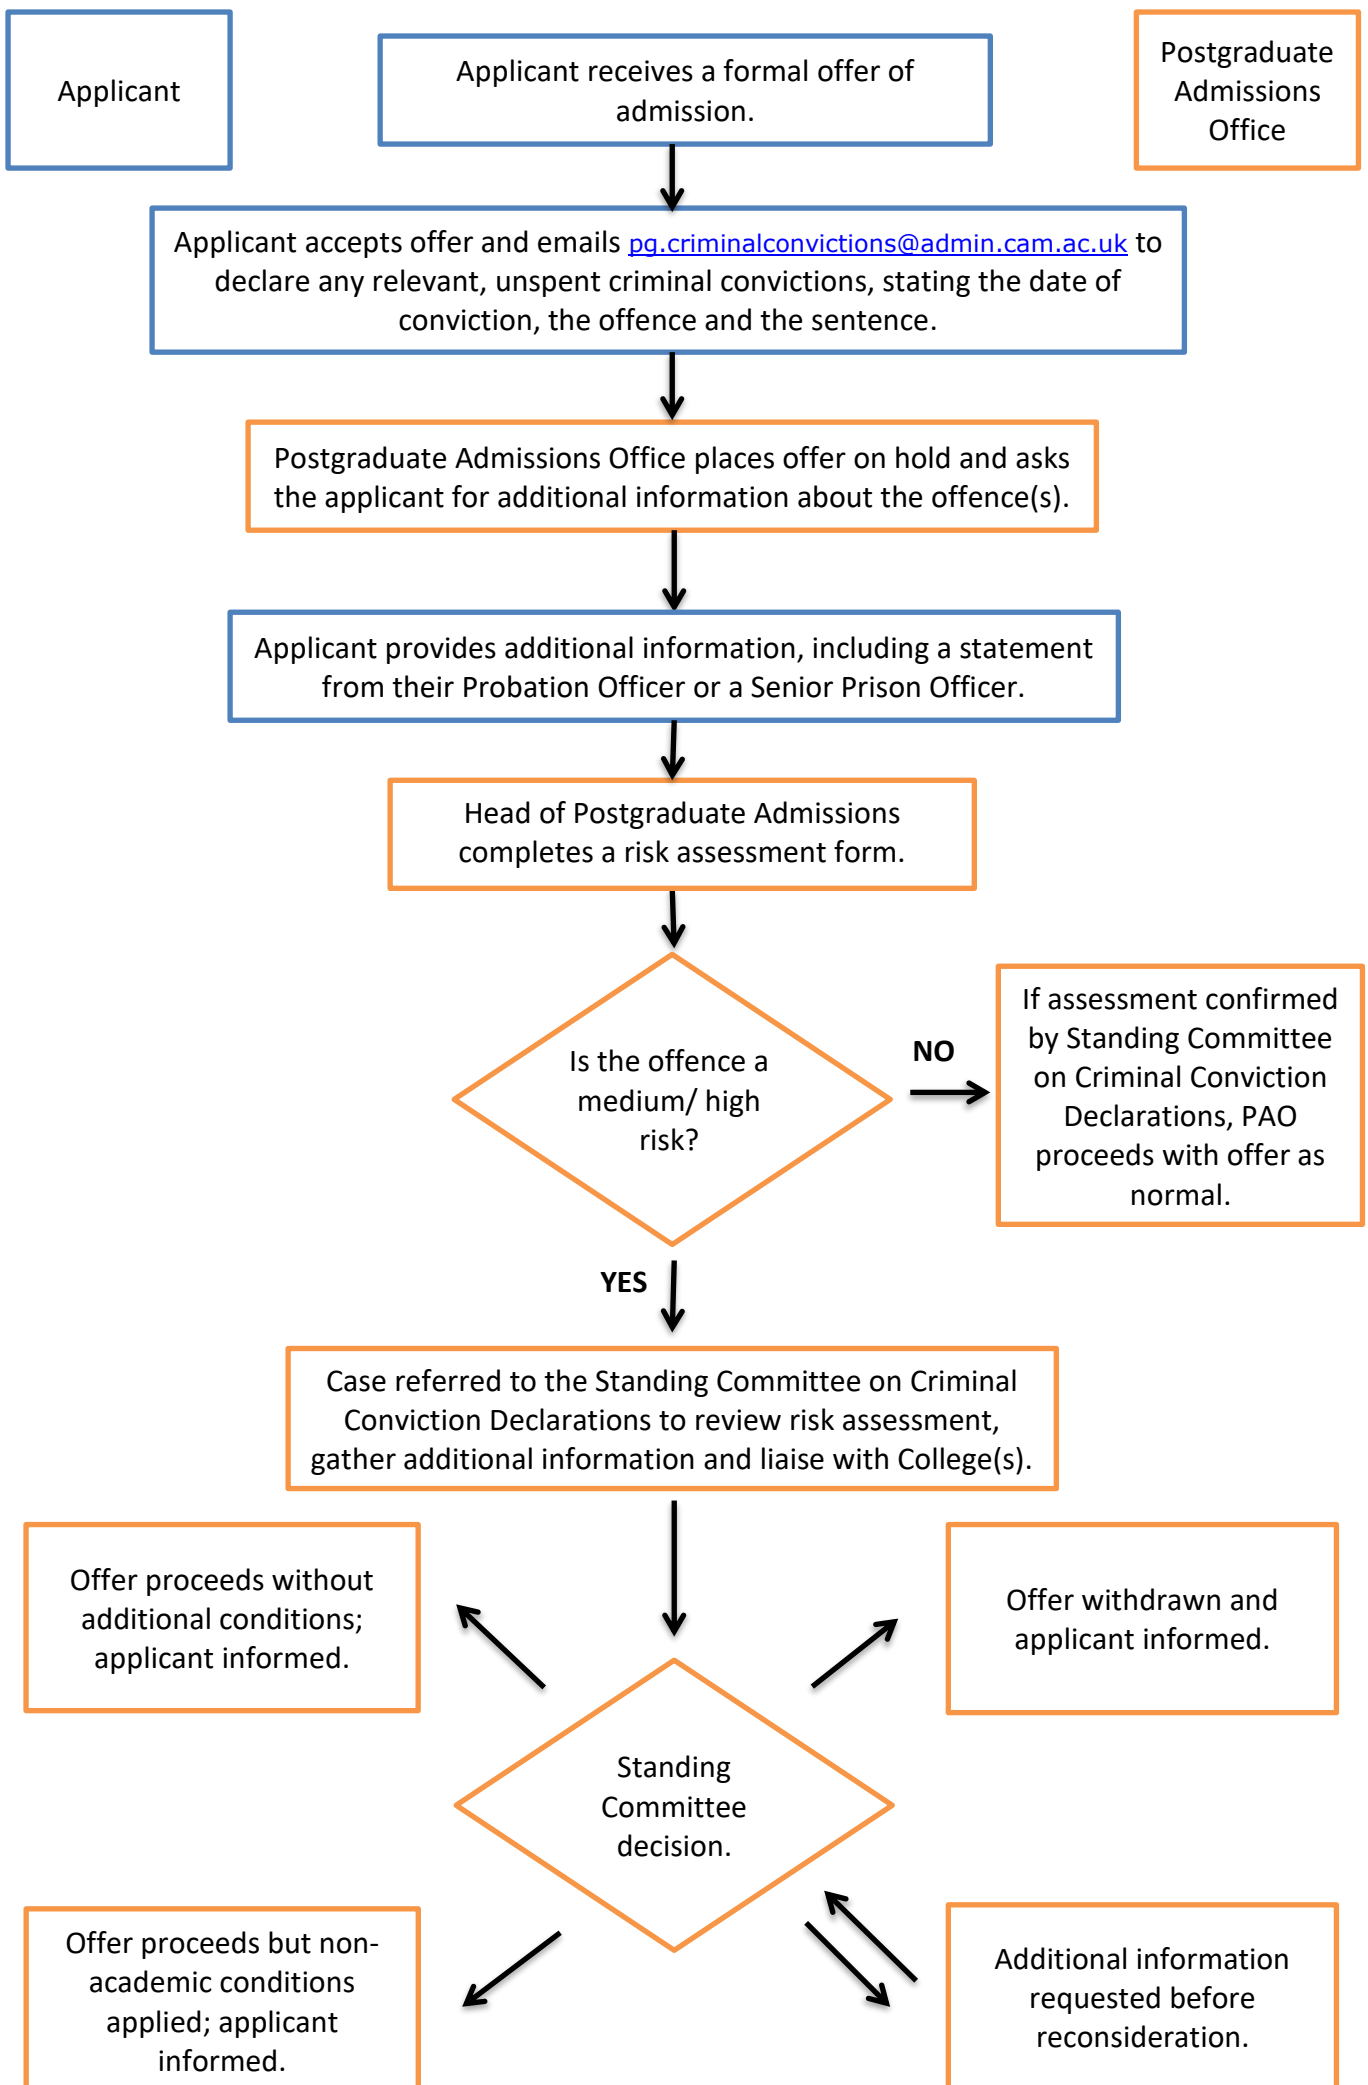 Applicant
Applicant receives a formal offer of
admission.
Postgraduate
Admissions
Office
Applicant accepts offer and emails pg.criminalconvictions@admin.cam.ac.uk to
declare any relevant, unspent criminal convictions, stating the date of
conviction, the offence and the sentence.
Postgraduate Admissions Office places offer on hold and asks
the applicant for additional information about the offence(s).
Applicant provides additional information, including a statement
from their Probation Officer or a Senior Prison Officer.
Head of Postgraduate Admissions
completes a risk assessment form.
Is the offence a
medium/ high
risk?
NO
If assessment confirmed
by Standing Committee
on Criminal Conviction
Declarations, PAO
proceeds with offer as
normal.
YES
Case referred to the Standing Committee on Criminal
Conviction Declarations to review risk assessment,
gather additional information and liaise with College(s).
Offer proceeds without
additional conditions;
applicant informed.
Offer withdrawn and
applicant informed.
Standing
Committee
decision.
Offer proceeds but non-
academic conditions
applied; applicant
informed.
Additional information
requested before
reconsideration.